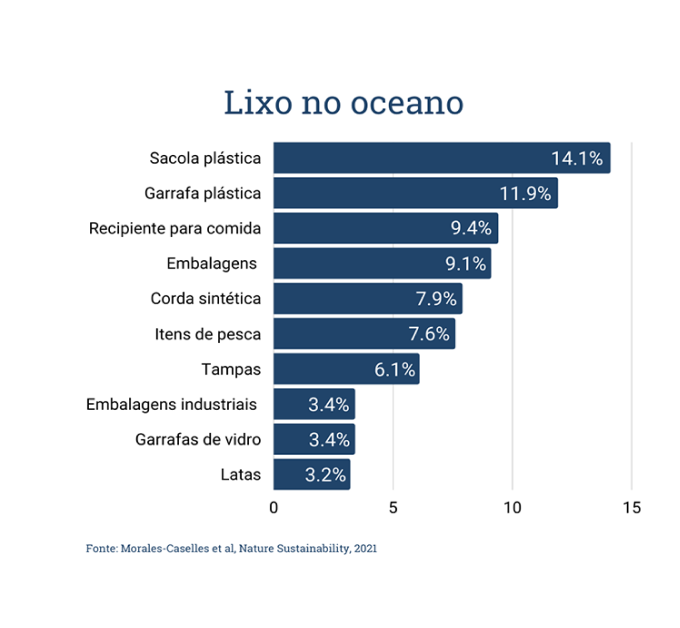 Lixo no oceano
Sacola plástica 14.1%
Garrafa plástica 11.9%
Recipiente para comida 9.4%
Embalagens 9.1%
Corda sintética 7.9%
Itens de pesca 7.6%
Tampas 6.1%
Embalagens industriais 3.4%
Garrafas de vidro 3.4%
Latas 3.2%
0 5 10 15
Fonte: Morales-Caselles et al, Nature Sustainability, 2021